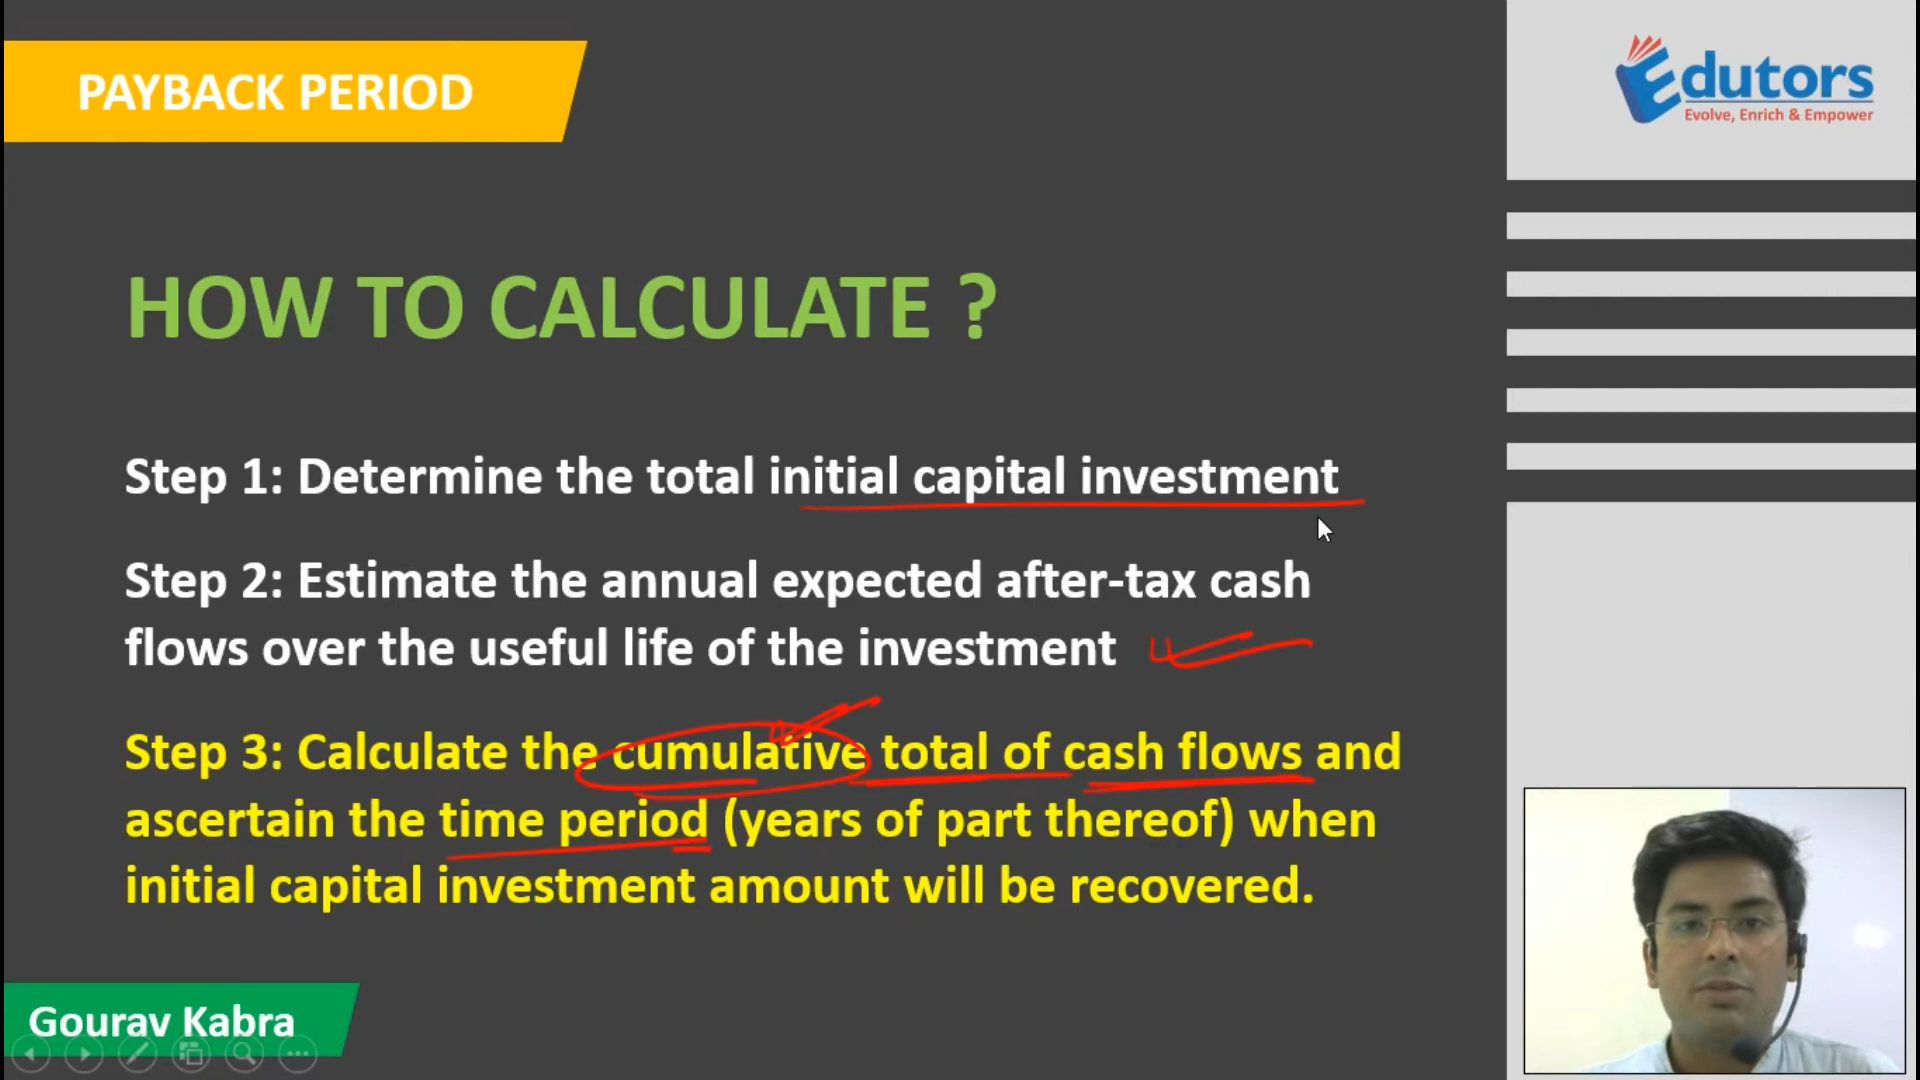 PAYBACK PERIOD
Edutors
Evolve, Enrich & Empower
HOW TO CALCULATE ?
Step 1: Determine the total initial capital investment
Step 2: Estimate the annual expected after-tax cash
flows over the useful life of the investment
Step 3: Calculate the cumulative total of cash flows and
ascertain the time period (years of part thereof) when
initial capital investment amount will be recovered.
Gourav Kabra